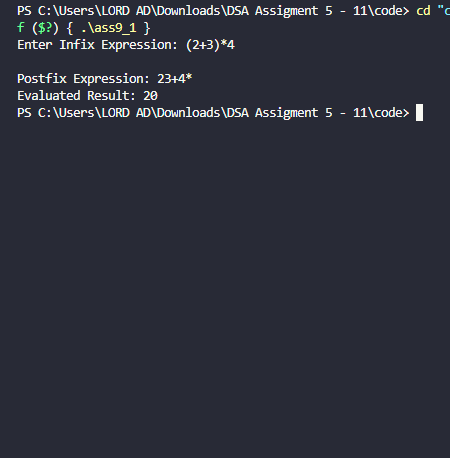 PS C:\Users\LORD AD\Downloads\DSA Assigment 5 - 11\code> cd "c
f ($?) { .\ass9_1 }
Enter Infix Expression: (2+3)*4
Postfix Expression: 23+4*
Evaluated Result: 20
PS C:\Users\LORD AD\Downloads\DSA Assigment 5 - 11\code>